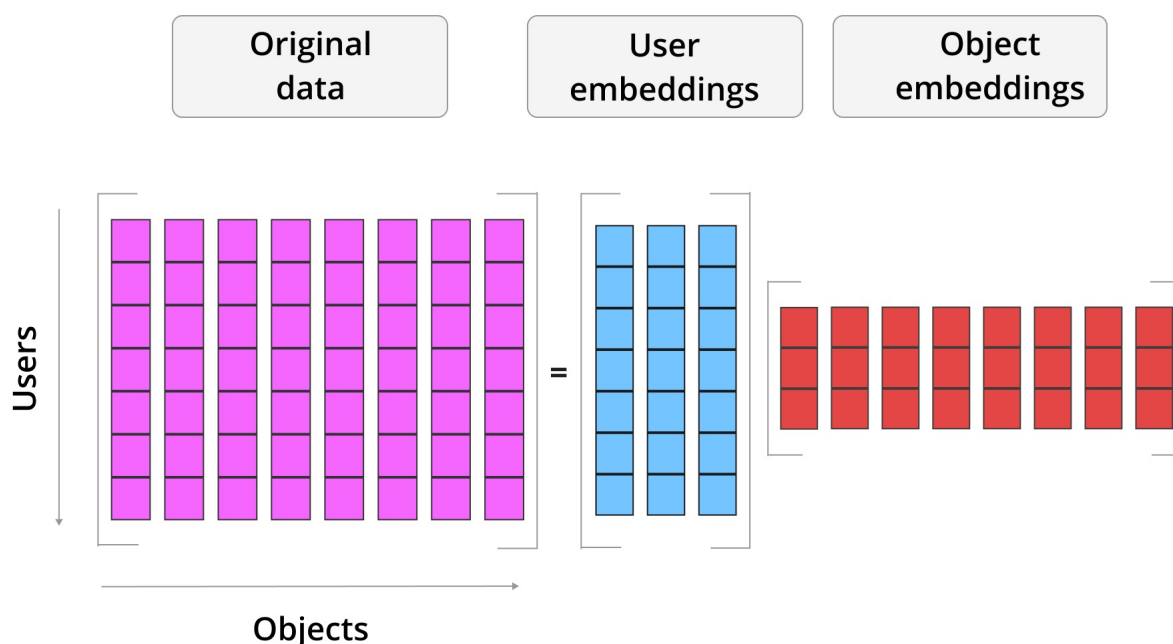 Original
data
User
embeddings
Object
embeddings
Users
=
Objects